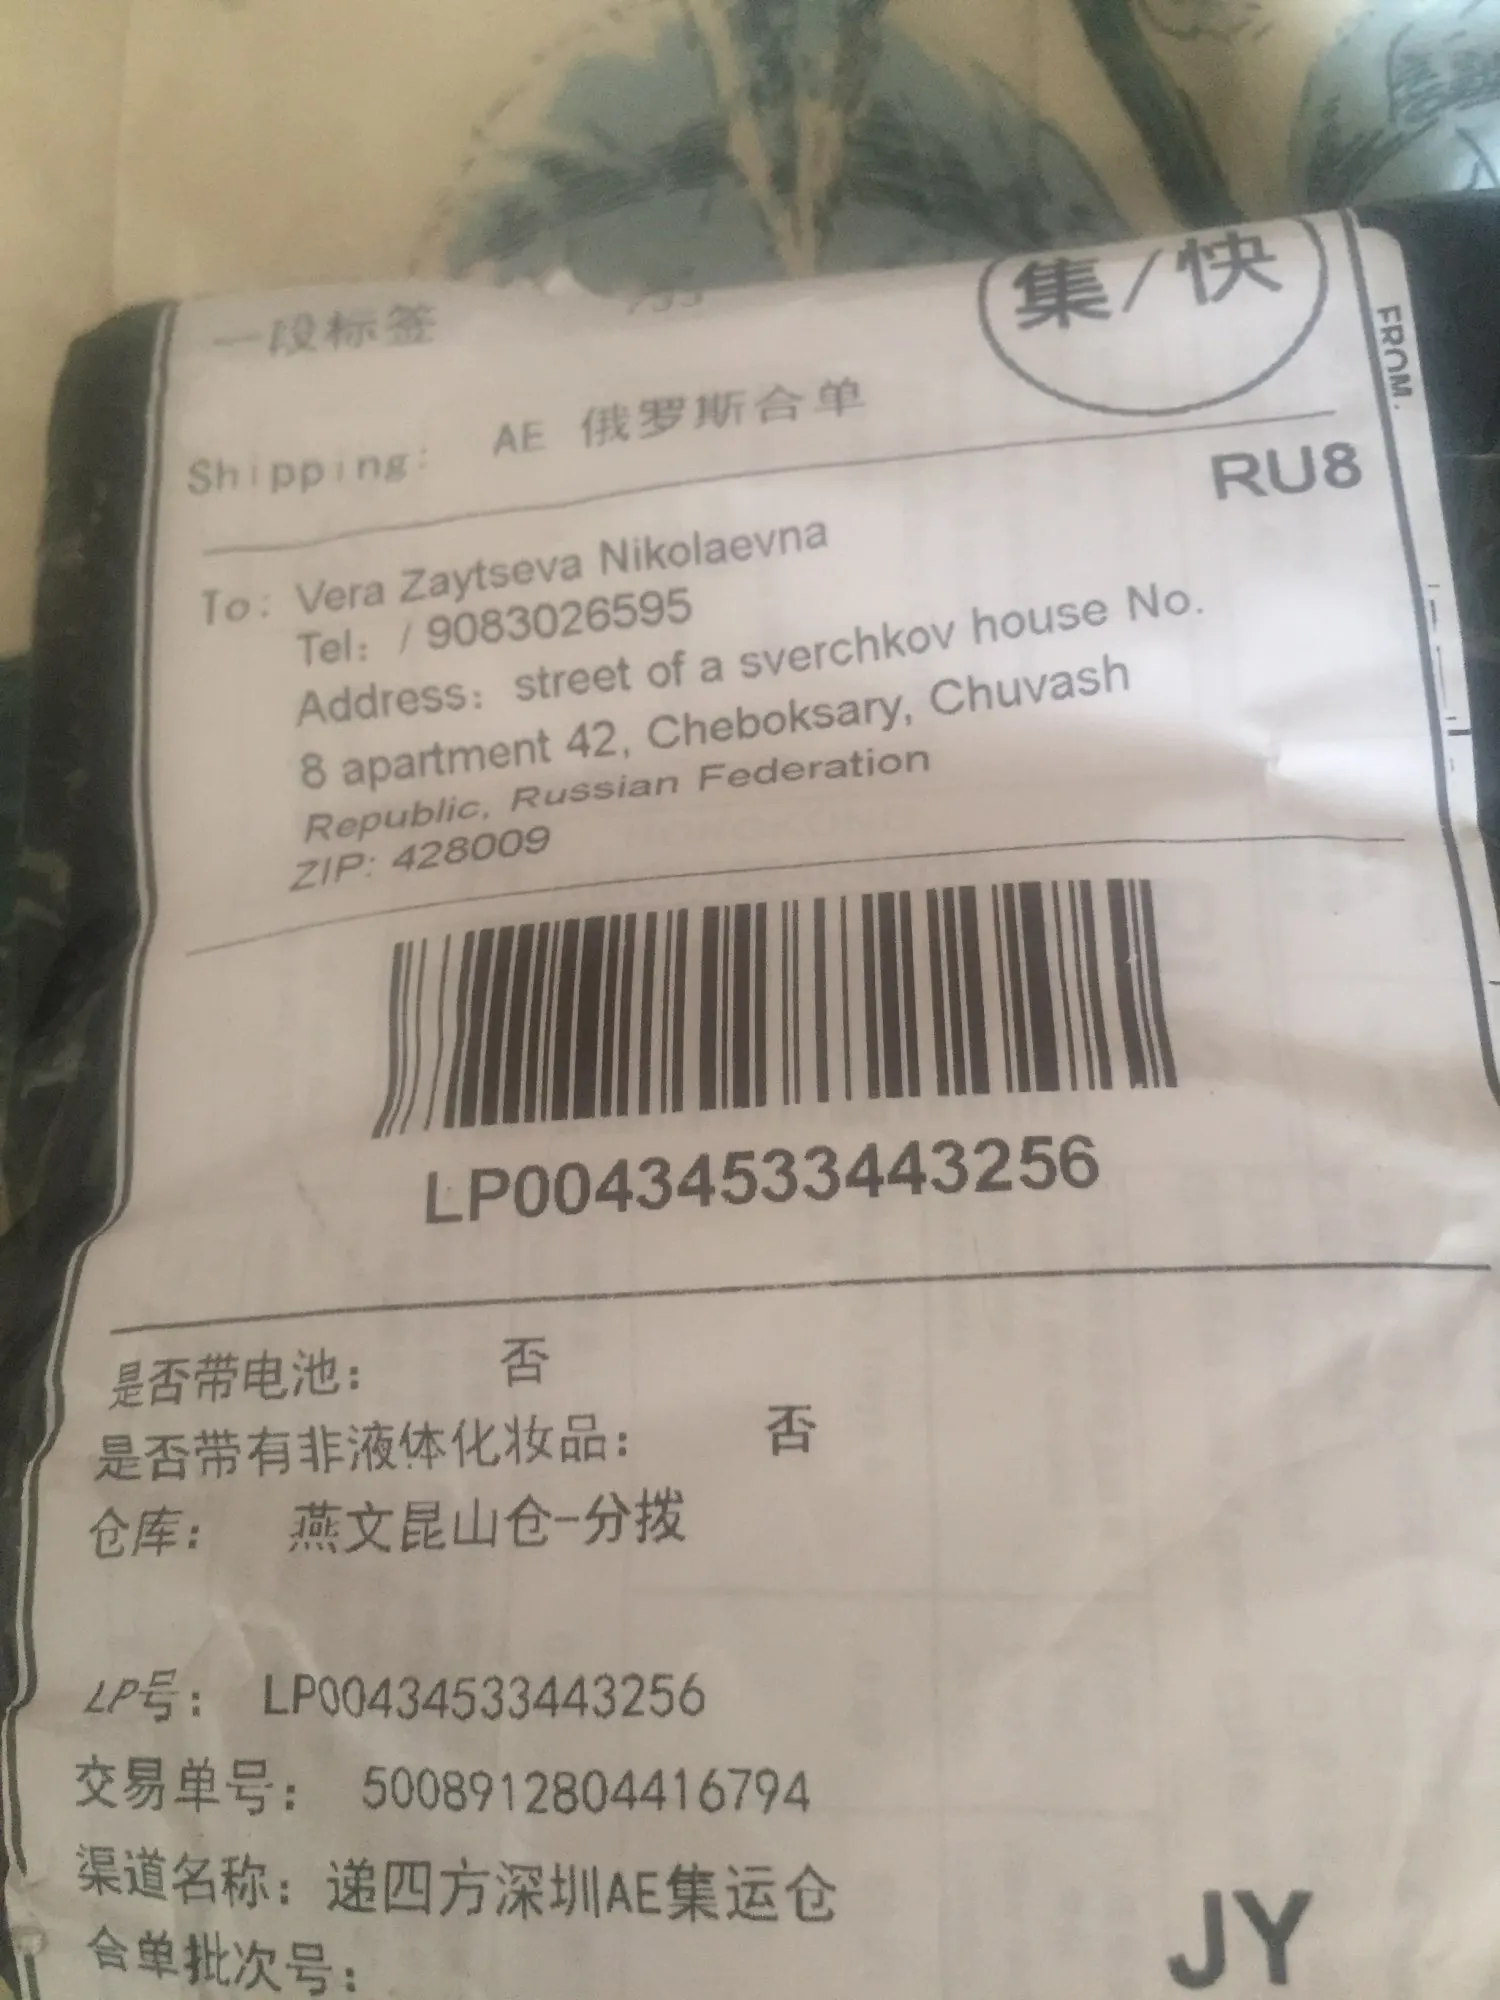 一段标签
集/快
FROM.
Shipping: AE 俄罗斯合单
RU8
To: Vera Zaytseva Nikolaevna
Tel: / 9083026595
Address: street of a sverchkov house No.
8 apartment 42, Cheboksary, Chuvash
Republic, Russian Federation
ZIP: 428009
LP00434533443256
是否带电池: 否
是否带有非液体化妆品: 否
仓库: 燕文昆山仓-分拨
LP号: LP00434533443256
交易单号: 5008912804416794
渠道名称: 递四方深圳AE集运仓
合单批次号:
JY